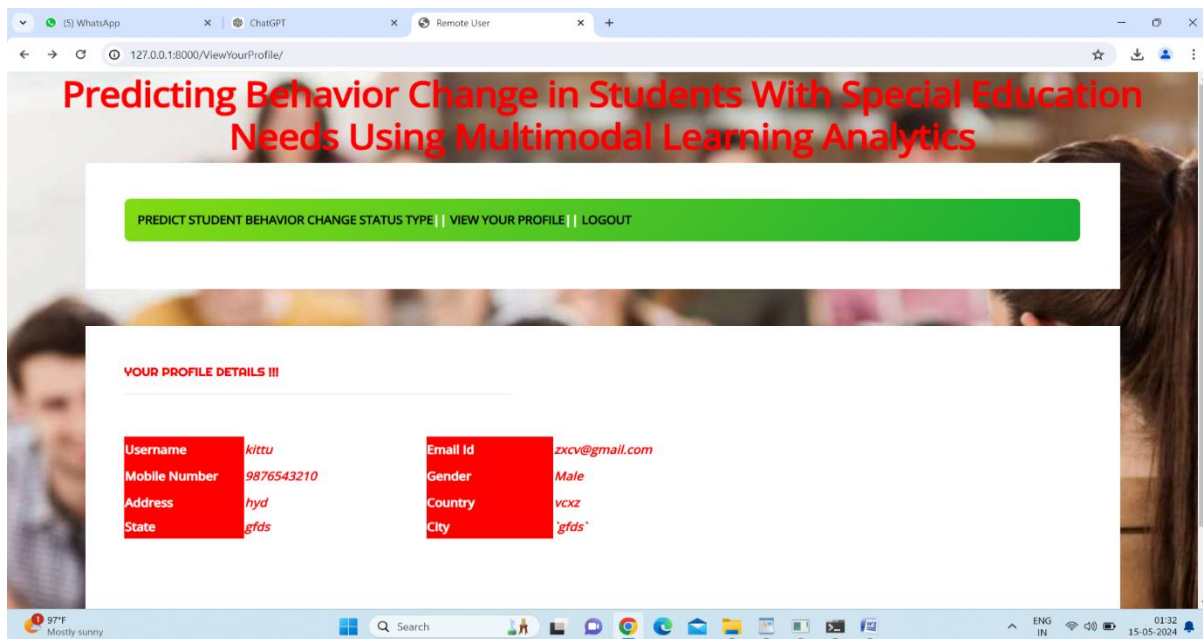 (5) WhatsApp
ChatGPT
Remote User
127.0.0.1:8000/ViewYourProfile/
Predicting Behavior Change in Students With Special Education
Needs Using Multimodal Learning Analytics
PREDICT STUDENT BEHAVIOR CHANGE STATUS TYPE|| VIEW YOUR PROFILE|| LOGOUT
YOUR PROFILE DETAILS !!!
Username kittu Email Id zxcv@gmail.com
Mobile Number 9876543210 Gender Male
Address hyd Country vcxz
State gfds City `gfds`
1 97°F
Mostly sunny
Search
ENG
IN
01:32
15-05-2024